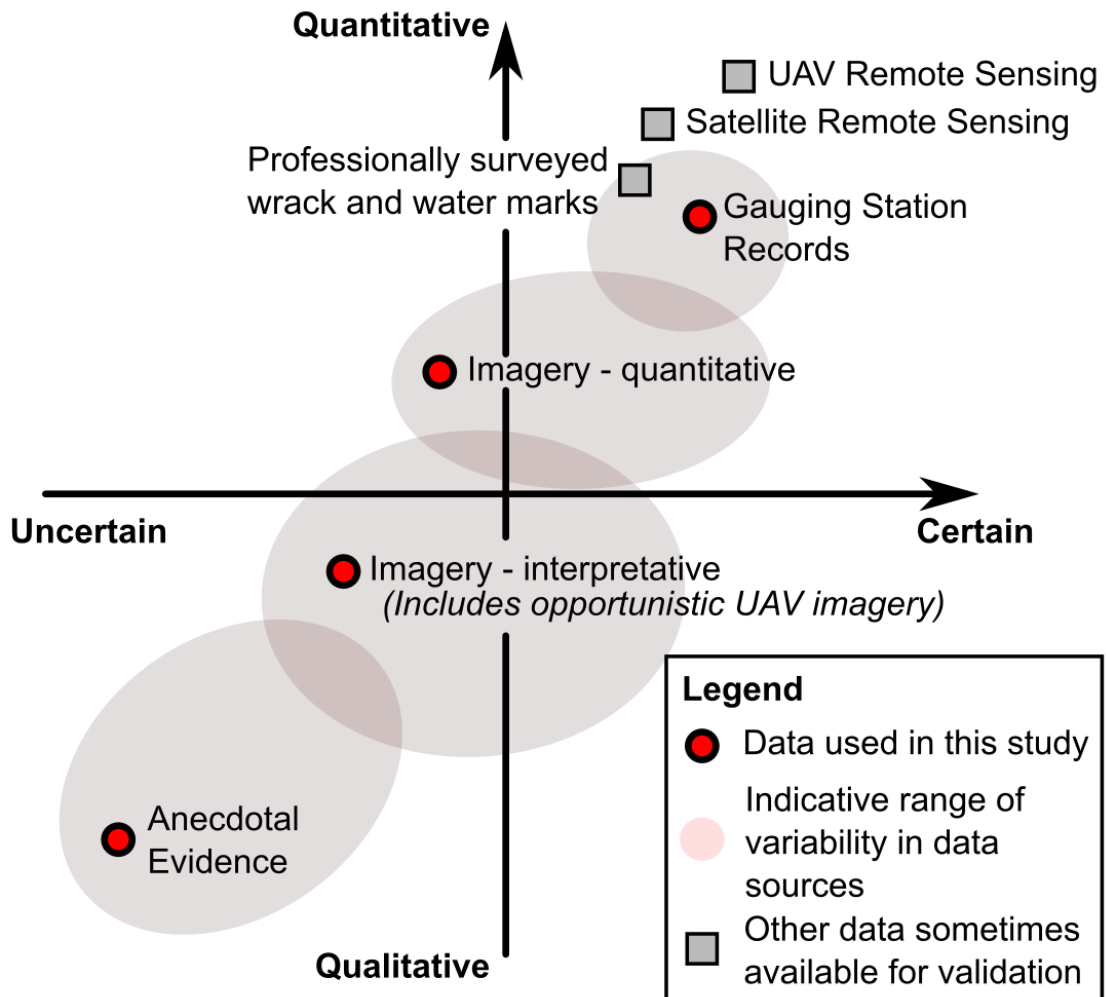 Quantitative
UAV Remote Sensing
Satellite Remote Sensing
Professionally surveyed
wrack and water marks
Gauging Station
Records
Imagery - quantitative
Uncertain
Certain
Imagery - interpretative
(Includes opportunistic UAV imagery)
Anecdotal
Evidence
Qualitative
Legend
Data used in this study
Indicative range of
variability in data
sources
Other data sometimes
available for validation